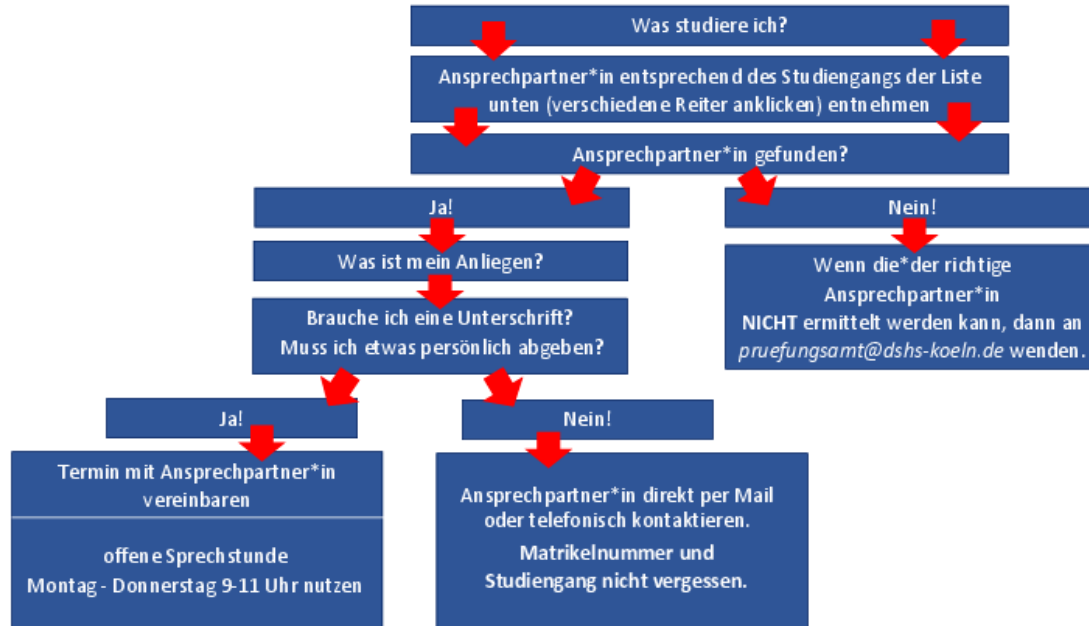 Was studiere ich?
Ansprechpartner*in entsprechend des Studiengangs der Liste
unten (verschiedene Reiter anklicken) entnehmen
Ansprechpartner*in gefunden?
Ja!
Nein!
Was ist mein Anliegen?
Wenn die*der richtige
Ansprechpartner*in
NICHT ermittelt werden kann, dann an
pruefungsamt@dshs-koeln.de wenden.
Brauche ich eine Unterschrift?
Muss ich etwas persönlich abgeben?
Ja!
Nein!
Termin mit Ansprechpartner*in
vereinbaren
offene Sprechstunde
Montag - Donnerstag 9-11 Uhr nutzen
Ansprechpartner*in direkt per Mail
oder telefonisch kontaktieren.
Matrikelnummer und
Studiengang nicht vergessen.